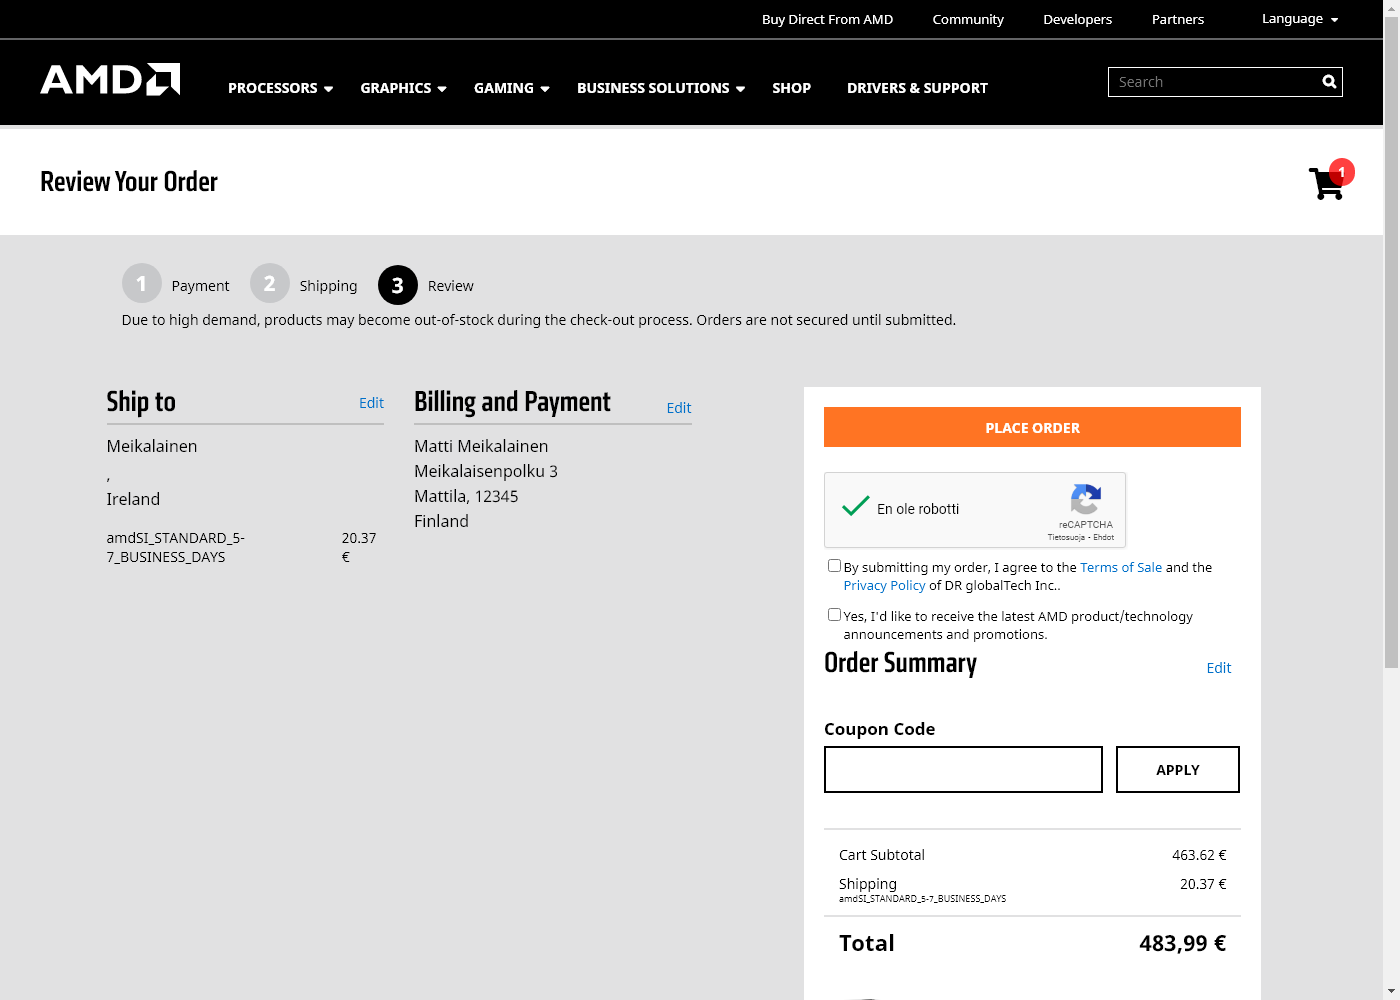 Buy Direct From AMD Community Developers Partners Language
AMD
PROCESSORS GRAPHICS GAMING BUSINESS SOLUTIONS SHOP DRIVERS & SUPPORT Search
Review Your Order
1
1 Payment 2 Shipping 3 Review
Due to high demand, products may become out-of-stock during the check-out process. Orders are not secured until submitted.
Ship to Edit
Meikalainen
,
Ireland
amdSI_STANDARD_5-
7_BUSINESS_DAYS
20.37
€
Billing and Payment Edit
Matti Meikalainen
Meikalaisenpolku 3
Mattila, 12345
Finland
PLACE ORDER
En ole robotti
reCAPTCHA
Tietosuoja - Ehdot
By submitting my order, I agree to the Terms of Sale and the
Privacy Policy of DR globalTech Inc..
Yes, I'd like to receive the latest AMD product/technology
announcements and promotions.
Order Summary Edit
Coupon Code
APPLY
Cart Subtotal 463.62 €
Shipping 20.37 €
amdSI_STANDARD_5-7_BUSINESS_DAYS
Total 483,99 €